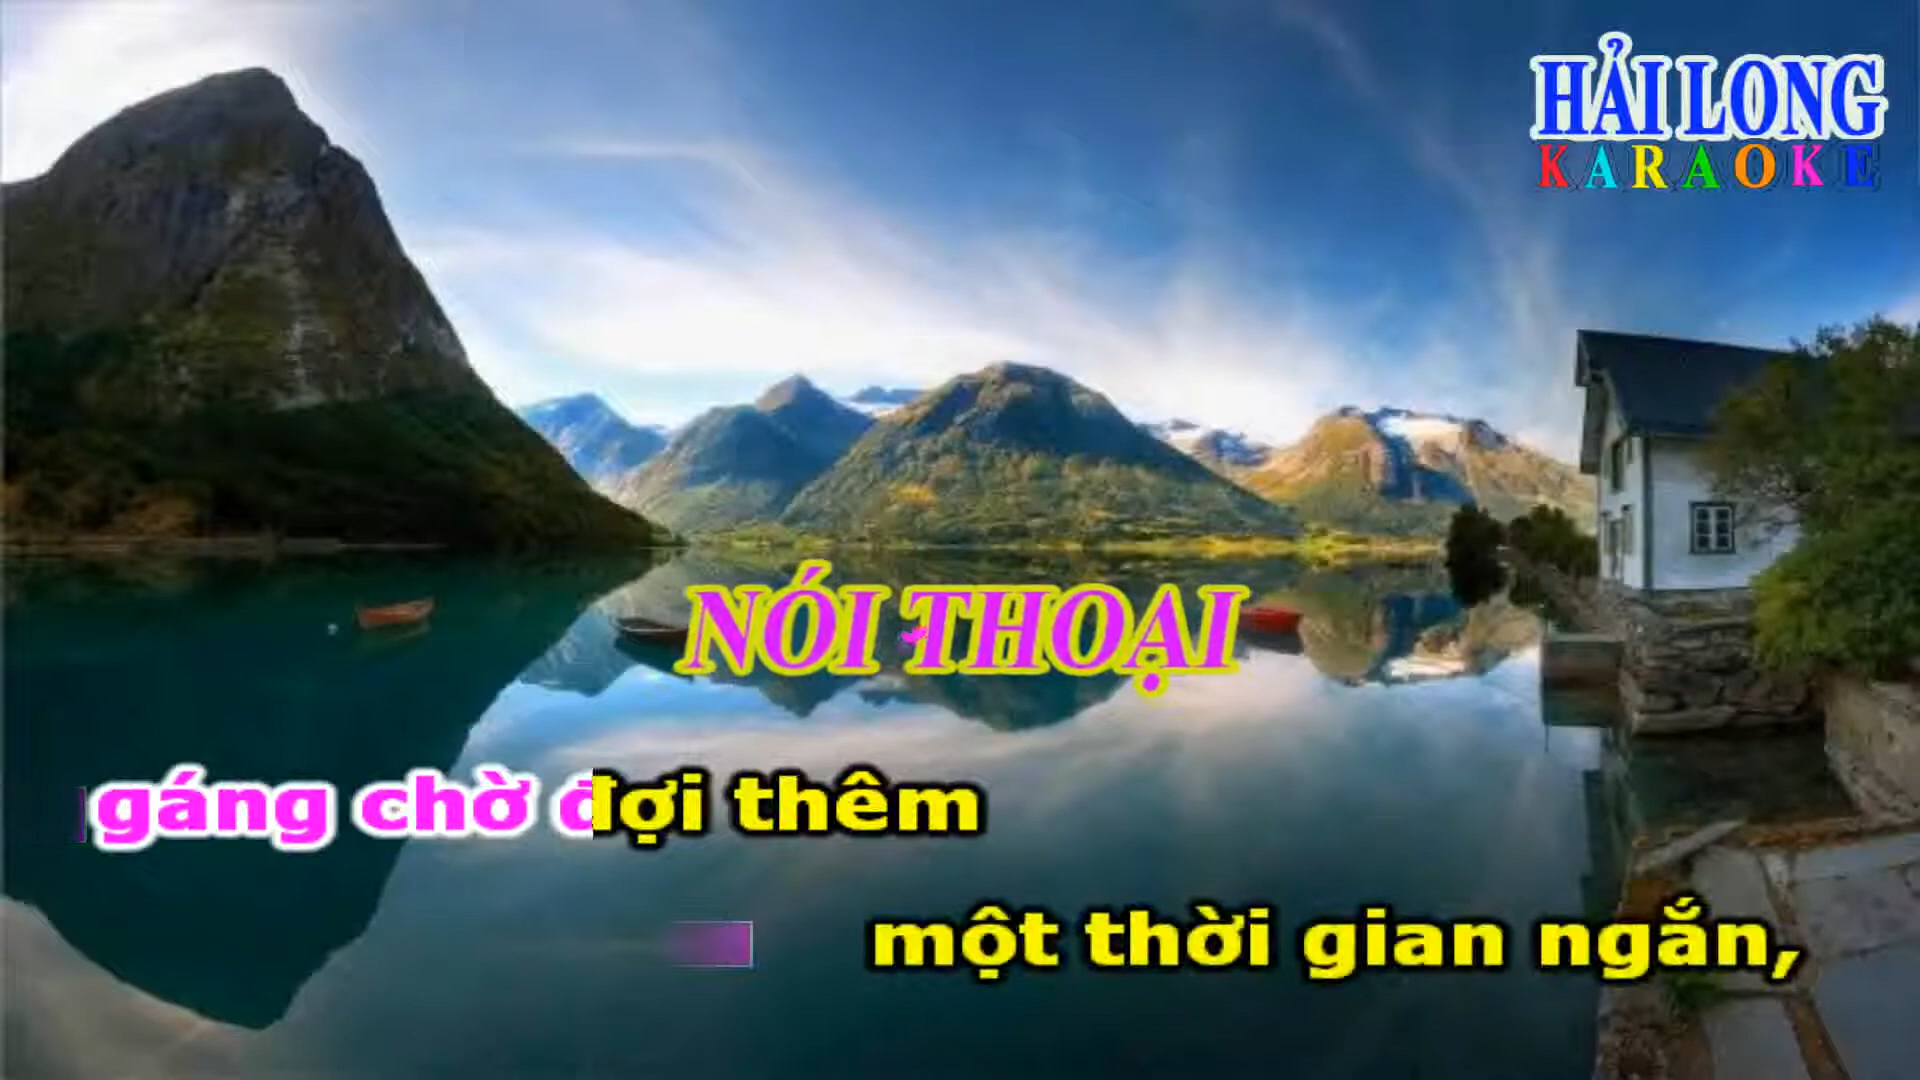 HẢI LONG
KARAOKE
NÓI THOẠI
gáng chờ đợi thêm
một thời gian ngắn,